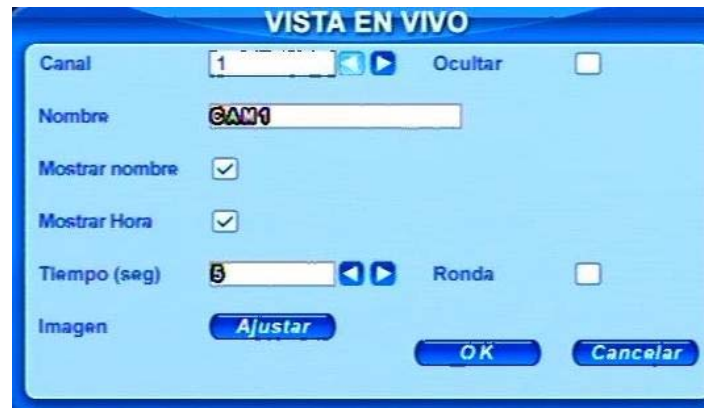 VISTA EN VIVO
Canal 1 Ocultar
Nombre CAM1
Mostrar nombre
Mostrar Hora
Tiempo (seg) 5 Ronda
Imagen Ajustar
OK Cancelar